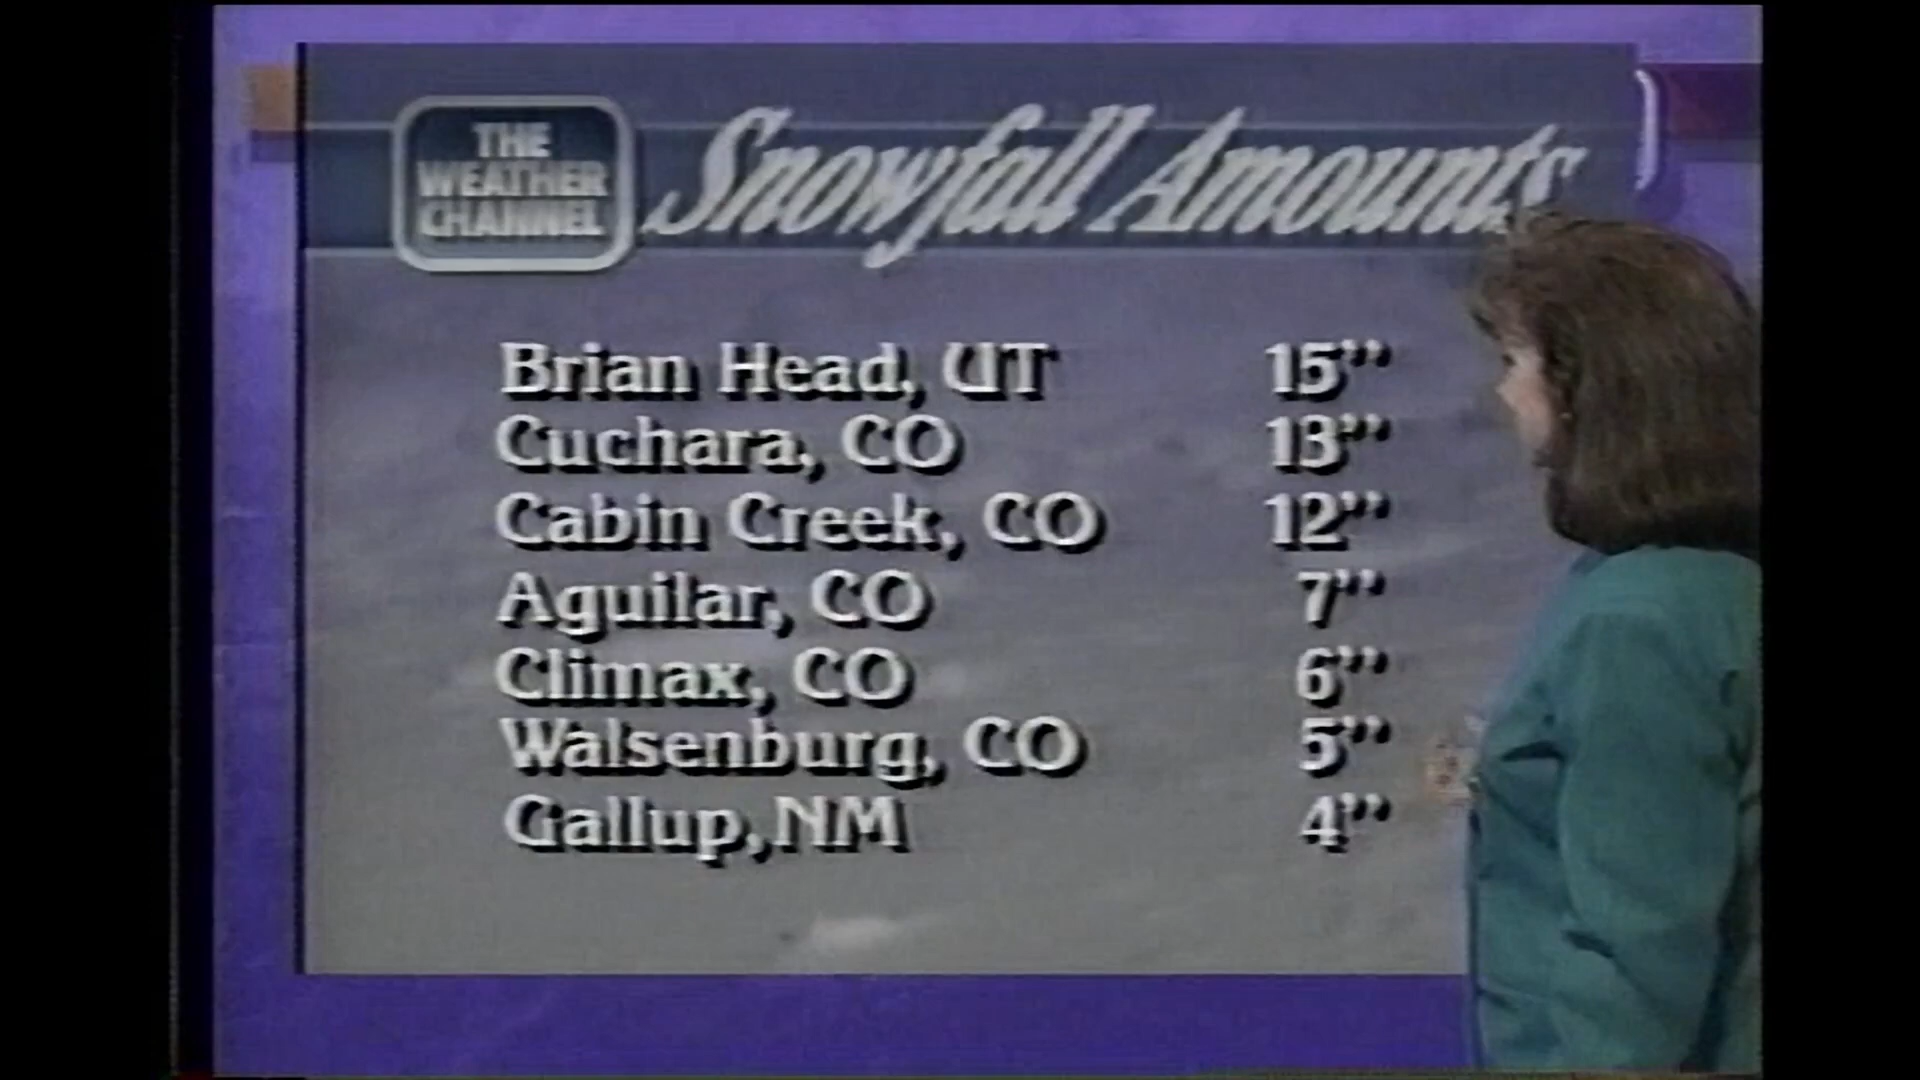 THE
WEATHER
CHANNEL
Snowfall Amounts
Brian Head, UT 15"
Cuchara, CO 13"
Cabin Creek, CO 12"
Aguilar, CO 7"
Climax, CO 6"
Walsenburg, CO 5"
Gallup,NM 4"